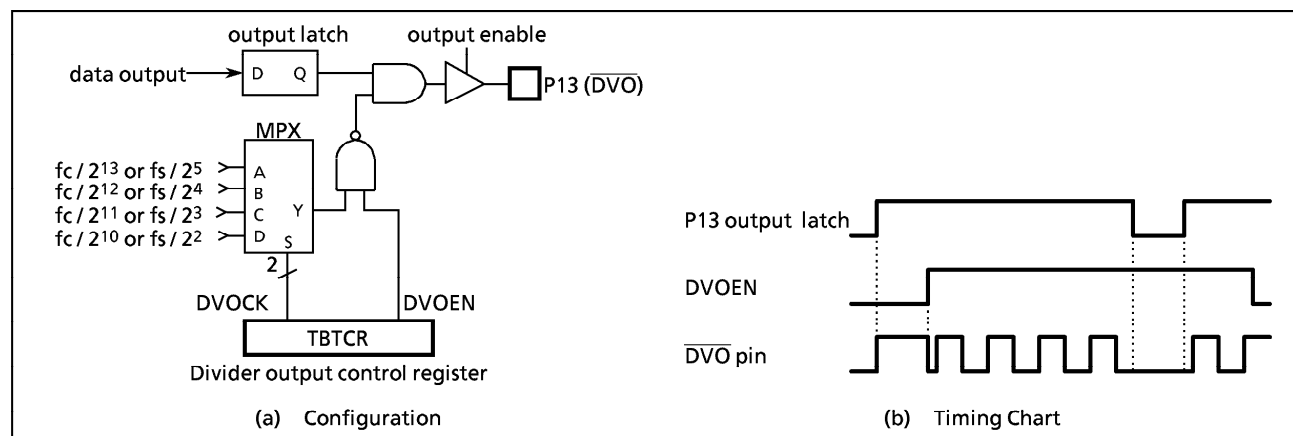 output latch
output enable
data output
D Q
P13 (DVO)
MPX
fc / 2¹³ or fs / 2⁵
A
fc / 2¹² or fs / 2⁴
B
fc / 2¹¹ or fs / 2³
C
Y
fc / 2¹⁰ or fs / 2²
D
S
2
DVOCK
DVOEN
TBTCR
Divider output control register
(a) Configuration
P13 output latch
DVOEN
DVO pin
(b) Timing Chart